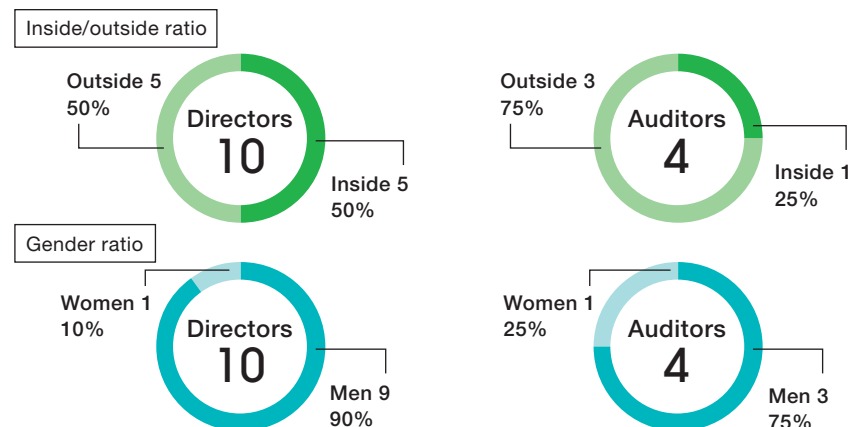 Inside/outside ratio
Outside 5
50%
Directors
10
Inside 5
50%
Outside 3
75%
Auditors
4
Inside 1
25%
Gender ratio
Women 1
10%
Directors
10
Men 9
90%
Women 1
25%
Auditors
4
Men 3
75%